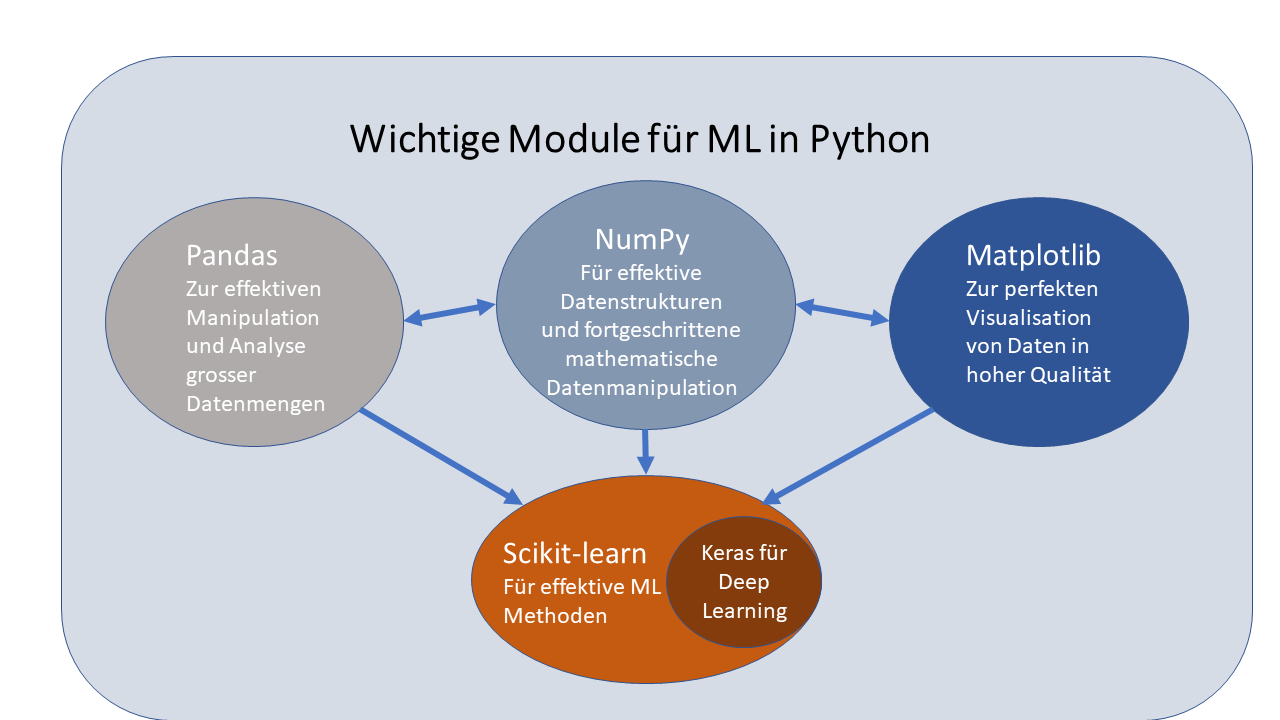 Wichtige Module für ML in Python
Pandas
Zur effektiven
Manipulation
und Analyse
grosser
Datenmengen
NumPy
Für effektive
Datenstrukturen
und fortgeschrittene
mathematische
Datenmanipulation
Matplotlib
Zur perfekten
Visualisation
von Daten in
hoher Qualität
Scikit-learn
Für effektive ML
Methoden
Keras für
Deep
Learning